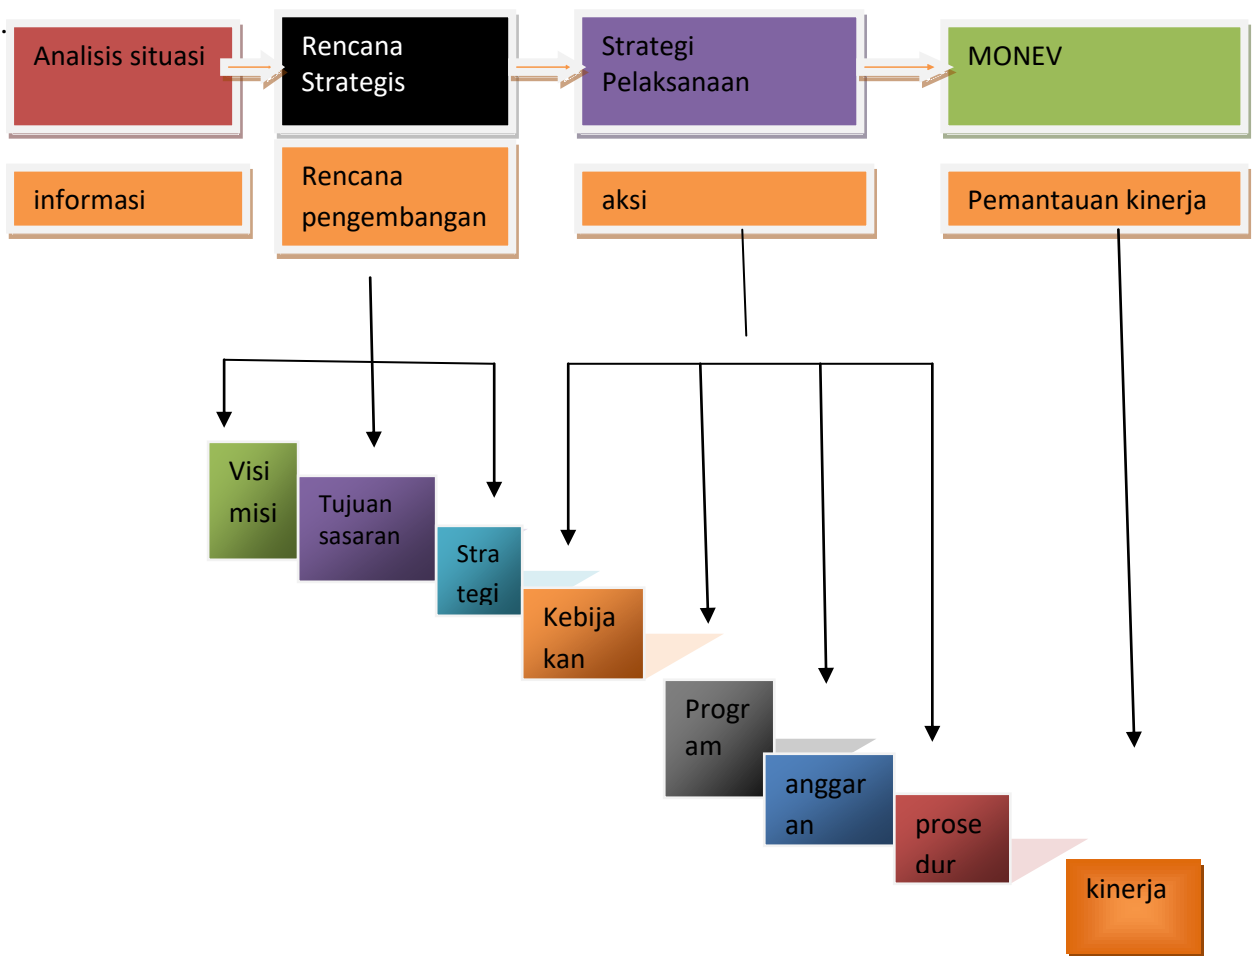 .
Analisis situasi
Rencana
Strategis
Strategi
Pelaksanaan
MONEV
informasi
Rencana
pengembangan
aksi
Pemantauan kinerja
Visi
misi
Tujuan
sasaran
Stra
tegi
Kebija
kan
Progr
am
anggar
an
prose
dur
kinerja